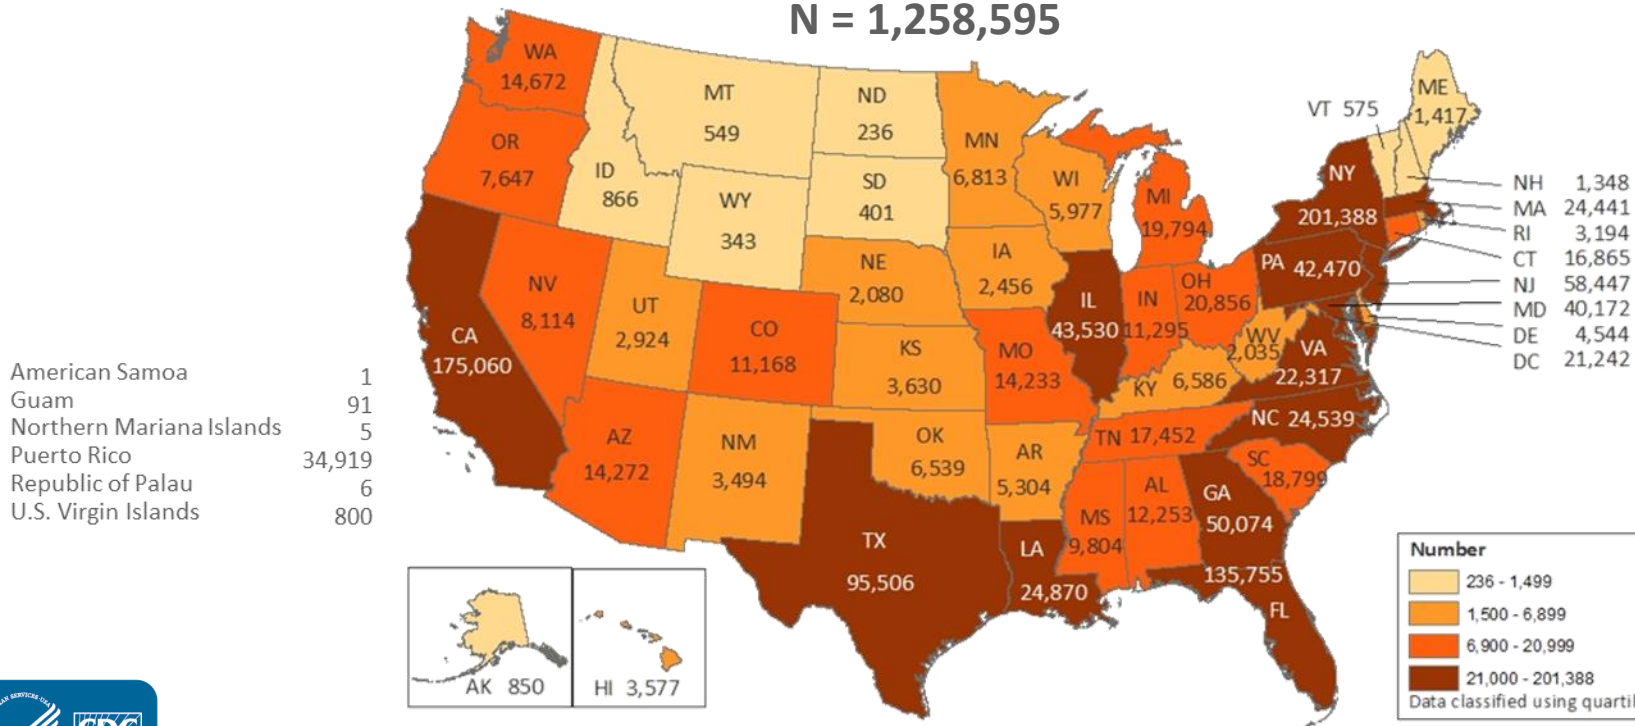 N = 1,258,595
WA
14,672
OR
7,647
CA
175,060
NV
8,114
ID
866
MT
549
WY
343
UT
2,924
CO
11,168
AZ
14,272
NM
3,494
ND
236
SD
401
NE
2,080
KS
3,630
OK
6,539
TX
95,506
MN
6,813
IA
2,456
MO
14,233
AR
5,304
LA
24,870
WI
5,977
IL
43,530
MI
19,794
IN
11,295
OH
20,856
KY 6,586
TN 17,452
MS
9,804
AL
12,253
GA
50,074
135,755
FL
SC
18,799
NC 24,539
VA
22,317
WV
2,035
PA 42,470
NY
201,388
VT 575
ME
1,417
NH 1,348
MA 24,441
RI 3,194
CT 16,865
NJ 58,447
MD 40,172
DE 4,544
DC 21,242
American Samoa 1
Guam 91
Northern Mariana Islands 5
Puerto Rico 34,919
Republic of Palau 6
U.S. Virgin Islands 800
AK 850
HI 3,577
Number
236 - 1,499
1,500 - 6,899
6,900 - 20,999
21,000 - 201,388
Data classified using quartil